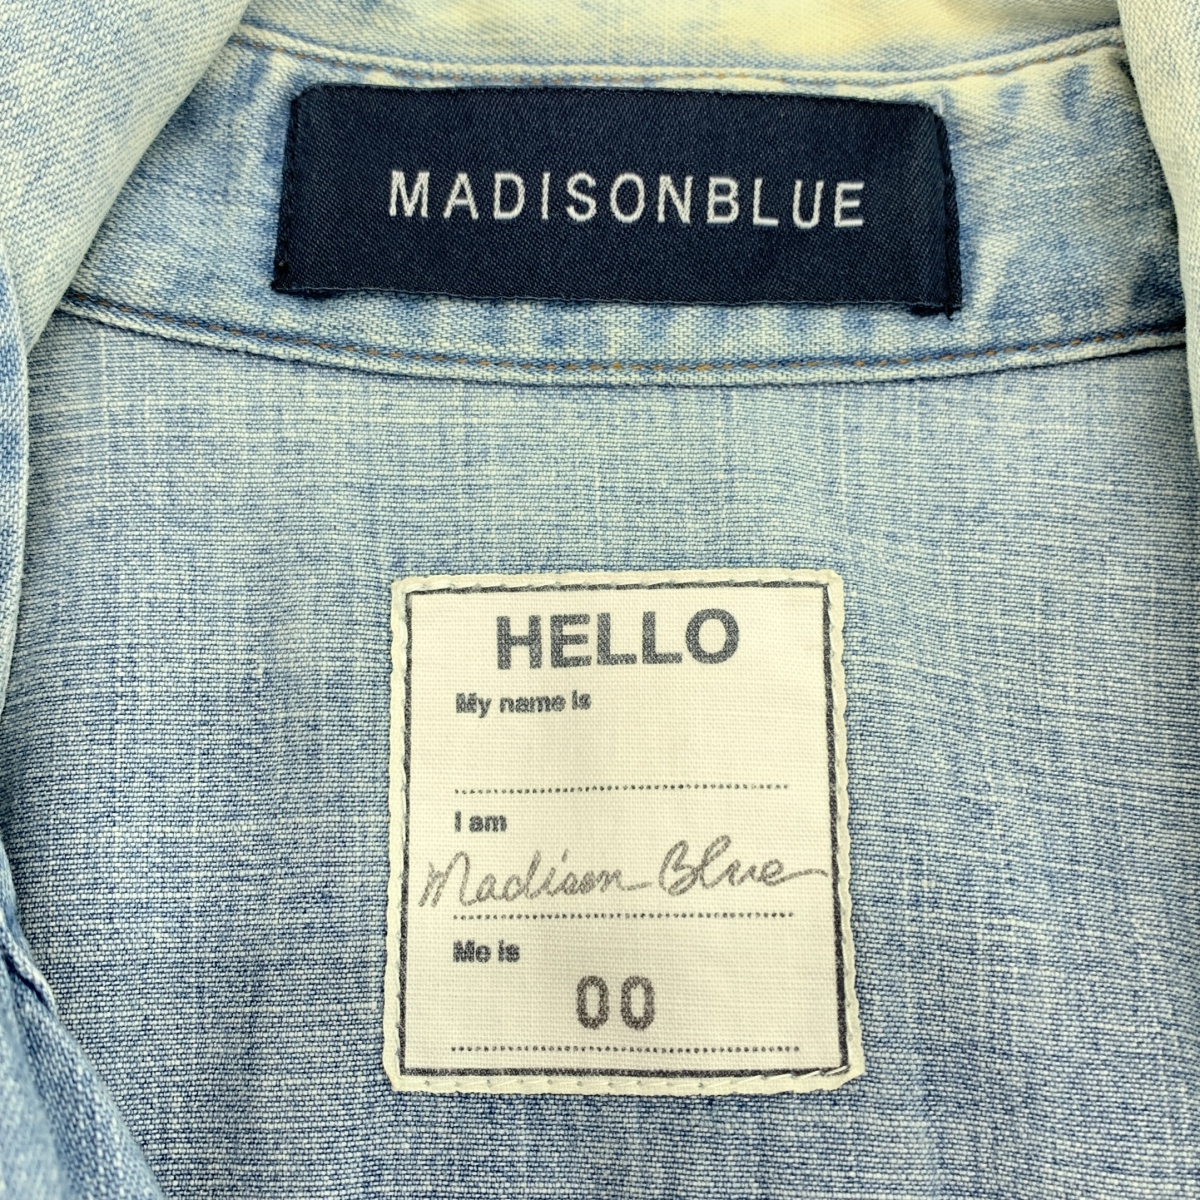 MADISONBLUE
HELLO
My name is
I am
Madison Blue
Me is
00